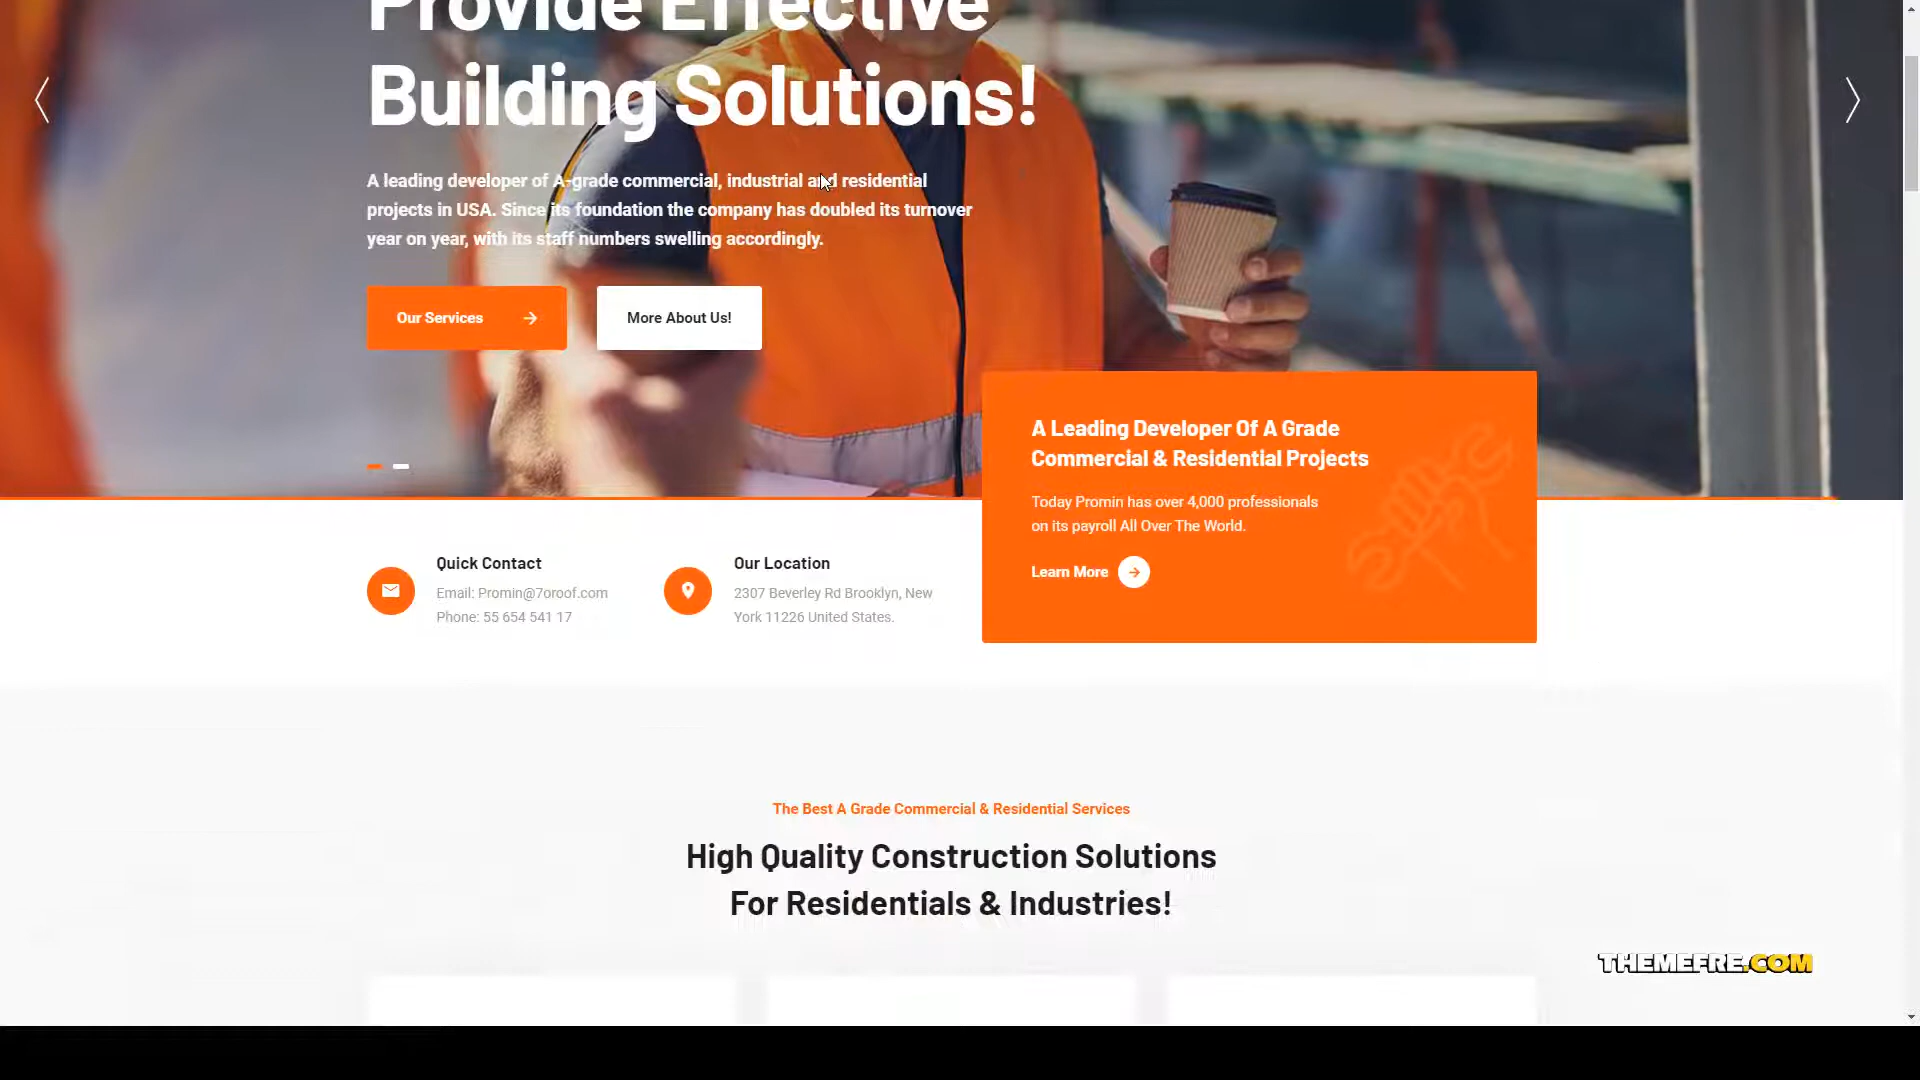 Provide Effective
Building Solutions!
A leading developer of A-grade commercial, industrial and residential
projects in USA. Since its foundation the company has doubled its turnover
year on year, with its staff numbers swelling accordingly.
Our Services
More About Us!
A Leading Developer Of A Grade
Commercial & Residential Projects
Today Promin has over 4,000 professionals
on its payroll All Over The World.
Learn More
Quick Contact
Email: Promin@7oroof.com
Phone: 55 654 541 17
Our Location
2307 Beverley Rd Brooklyn, New
York 11226 United States.
The Best A Grade Commercial & Residential Services
High Quality Construction Solutions
For Residentials & Industries!
THEMEFRE.COM